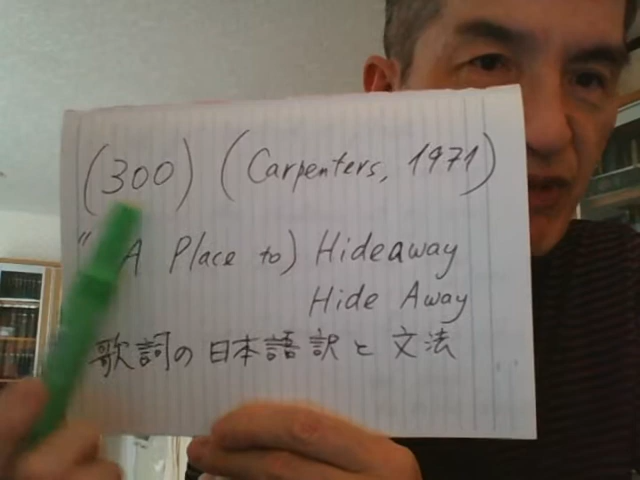 (300) (Carpenters, 1971)
" A Place to) Hideaway
Hide Away
歌詞の日本語訳と文法